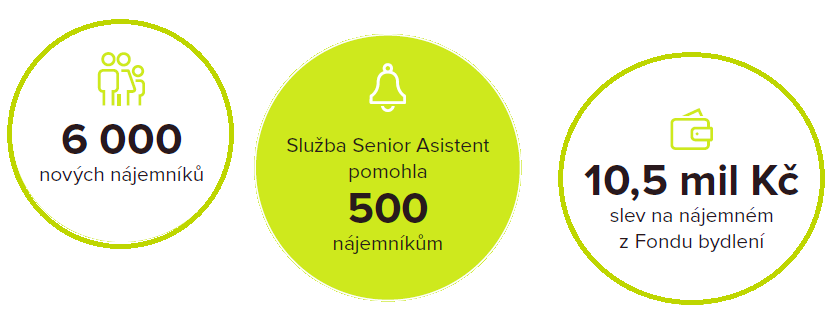 6 000
nových nájemníků
Služba Senior Asistent
pomohla
500
nájemníkům
10,5 mil Kč
slev na nájemném
z Fondu bydlení